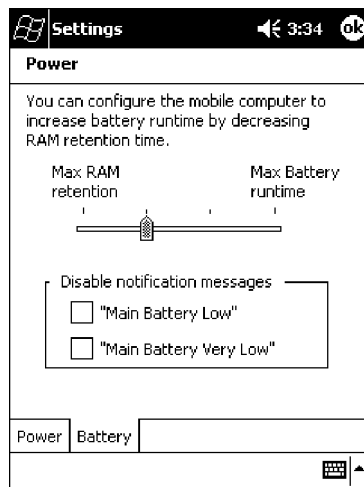 Settings 3:34 ok
Power
You can configure the mobile computer to
increase battery runtime by decreasing
RAM retention time.
Max RAM retention
Max Battery runtime
Disable notification messages
"Main Battery Low"
"Main Battery Very Low"
Power Battery